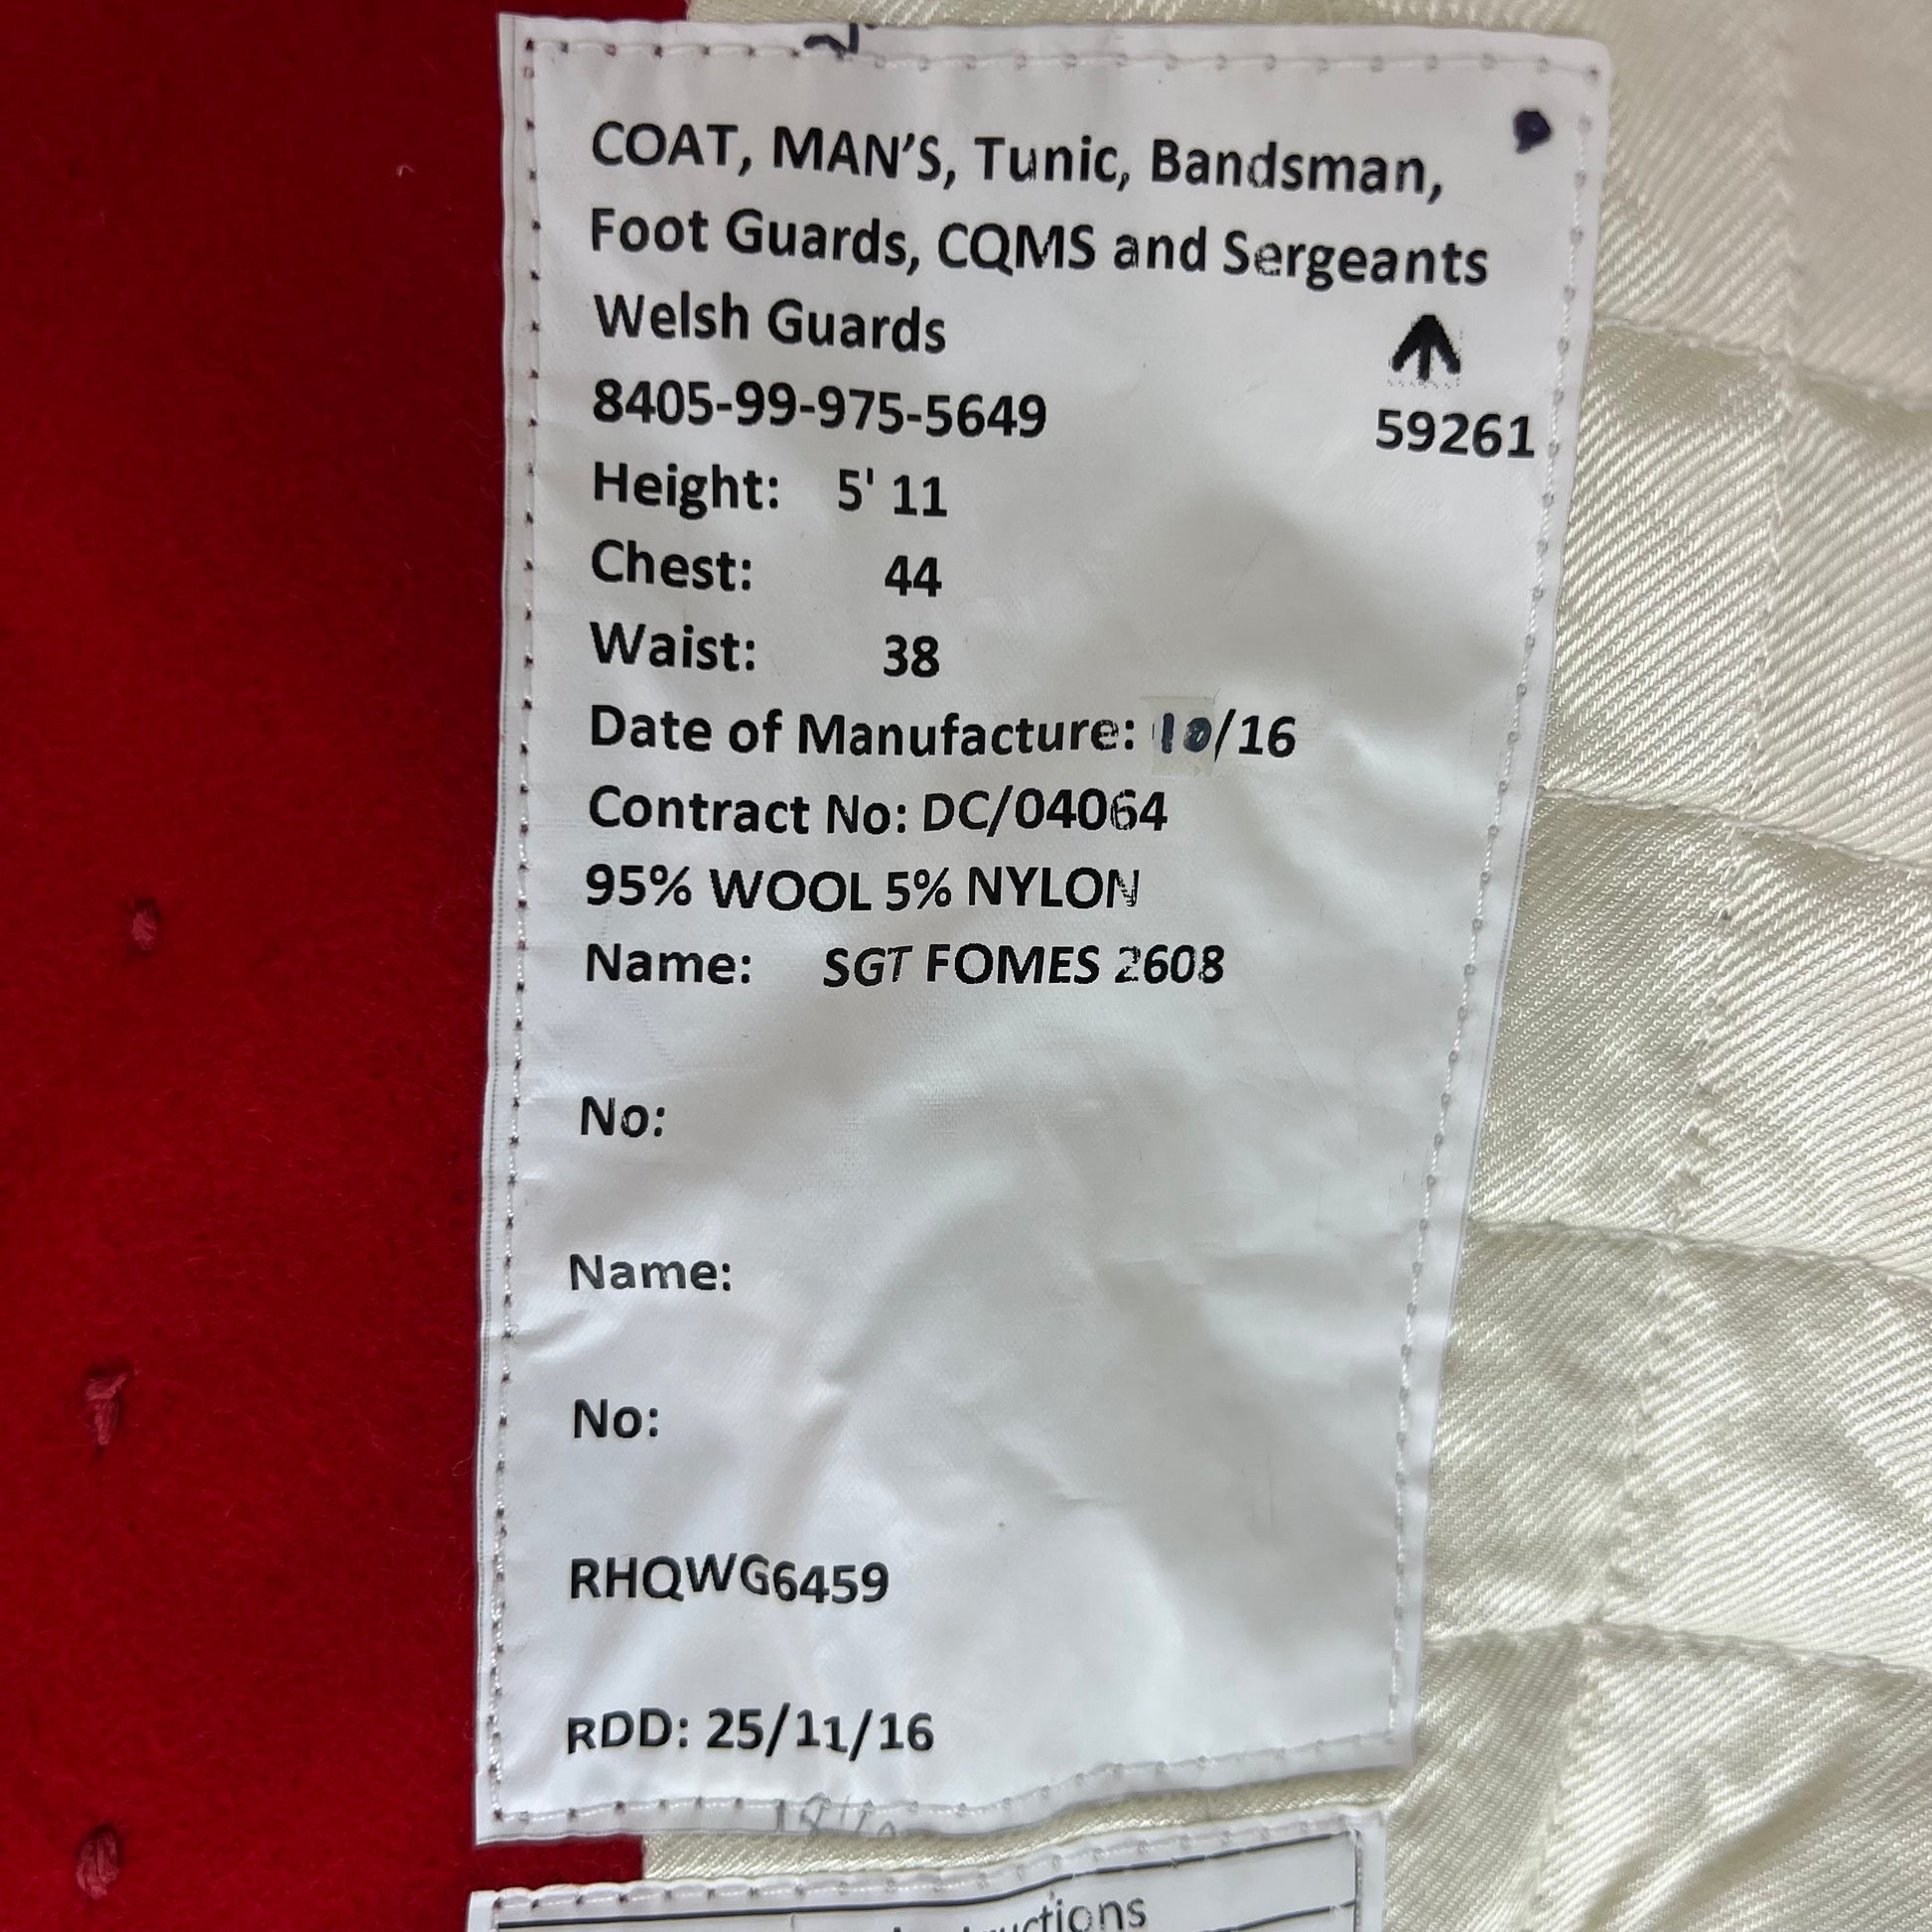 COAT, MAN'S, Tunic, Bandsman,
Foot Guards, CQMS and Sergeants
Welsh Guards
8405-99-975-5649
59261
Height: 5' 11
Chest: 44
Waist: 38
Date of Manufacture: 10/16
Contract No: DC/04064
95% WOOL 5% NYLON
Name: SGT FOMES 2608
No:
Name:
No:
RHQWG6459
RDD: 25/11/16